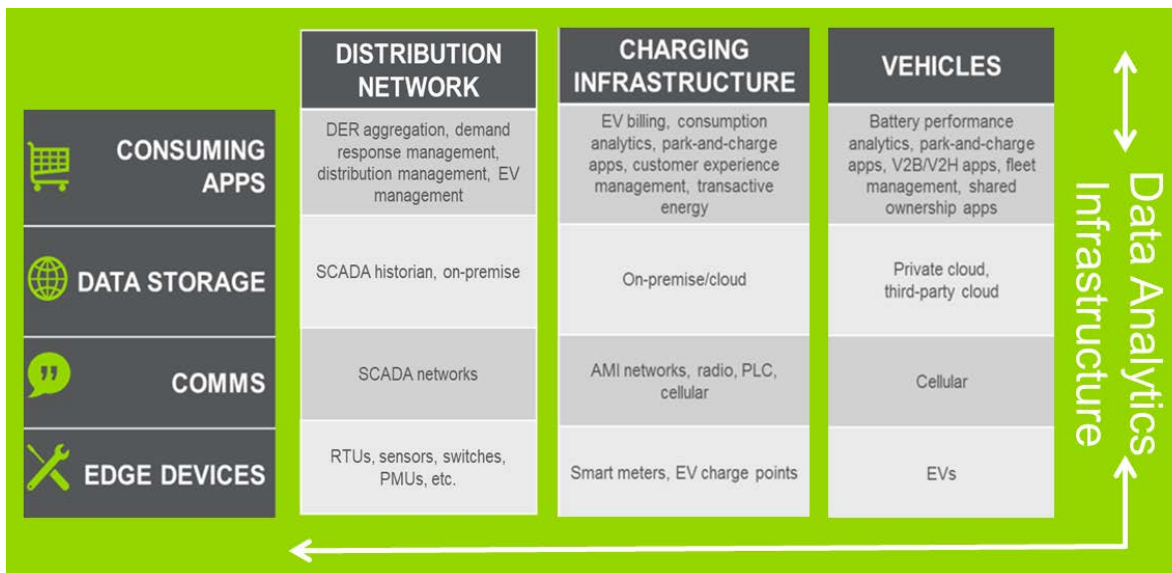 DISTRIBUTION
NETWORK
CHARGING
INFRASTRUCTURE
VEHICLES
CONSUMING
APPS
DER aggregation, demand
response management,
distribution management, EV
management
EV billing, consumption
analytics, park-and-charge
apps, customer experience
management, transactive
energy
Battery performance
analytics, park-and-charge
apps, V2B/V2H apps, fleet
management, shared
ownership apps
DATA STORAGE
SCADA historian, on-premise
On-premise/cloud
Private cloud,
third-party cloud
COMMS
SCADA networks
AMI networks, radio, PLC,
cellular
Cellular
EDGE DEVICES
RTUs, sensors, switches,
PMUs, etc.
Smart meters, EV charge points
EVs
Data Analytics
Infrastructure